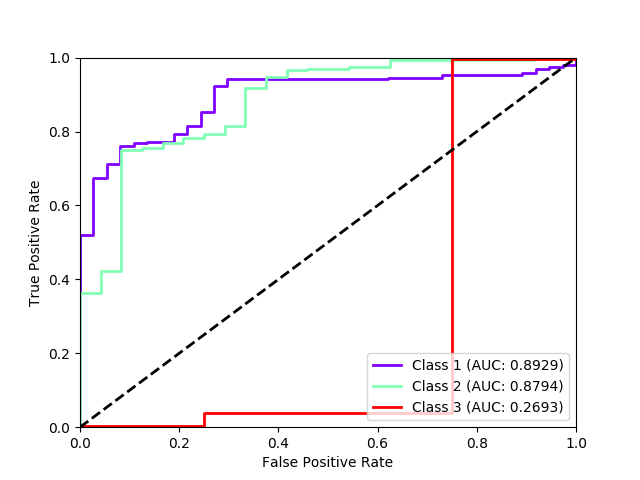 1.0
0.8
0.6
0.4
0.2
0.0
True Positive Rate
0.0 0.2 0.4 0.6 0.8 1.0
False Positive Rate
Class 1 (AUC: 0.8929)
Class 2 (AUC: 0.8794)
Class 3 (AUC: 0.2693)